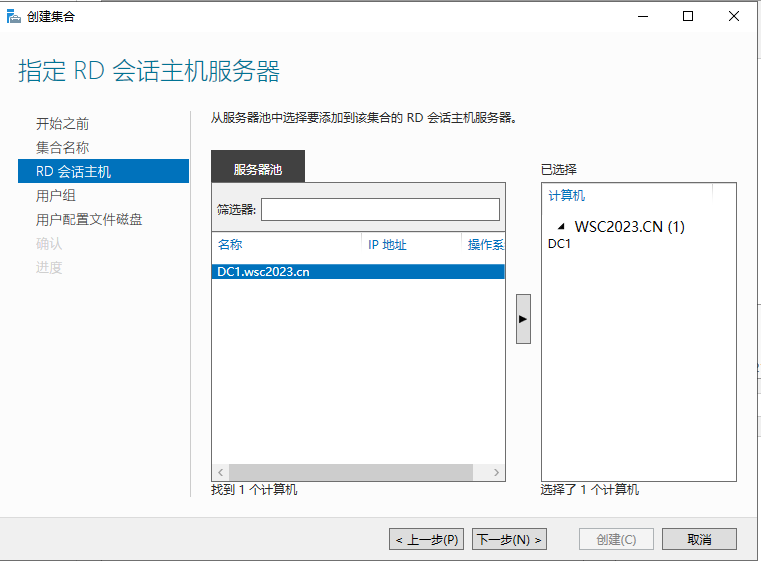 创建集合
指定 RD 会话主机服务器
开始之前
集合名称
RD 会话主机
用户组
用户配置文件磁盘
确认
进度
从服务器池中选择要添加到该集合的 RD 会话主机服务器。
服务器池
筛选器:
名称 IP 地址 操作系
DC1.wsc2023.cn
找到 1 个计算机
已选择
计算机
WSC2023.CN (1)
DC1
选择了 1 个计算机
< 上一步(P) 下一步(N) > 创建(C) 取消